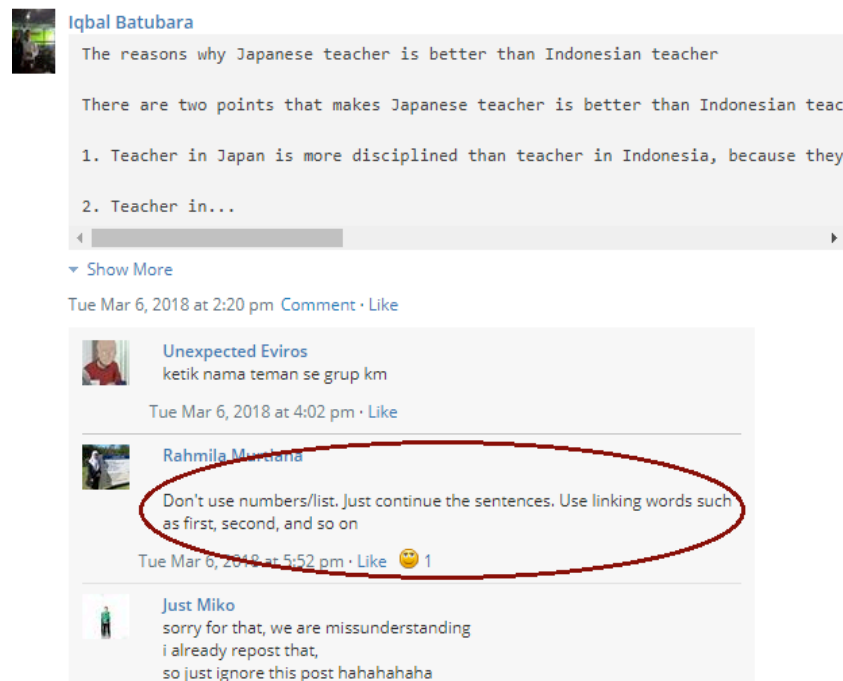 Iqbal Batubara
The reasons why Japanese teacher is better than Indonesian teacher
There are two points that makes Japanese teacher is better than Indonesian teac
1. Teacher in Japan is more disciplined than teacher in Indonesia, because they
2. Teacher in...
Show More
Tue Mar 6, 2018 at 2:20 pm Comment · Like
Unexpected Eviros
ketik nama teman se grup km
Tue Mar 6, 2018 at 4:02 pm · Like
Rahmila Murtiana
Don't use numbers/list. Just continue the sentences. Use linking words such
as first, second, and so on
Tue Mar 6, 2018 at 5:52 pm · Like 1
Just Miko
sorry for that, we are missunderstanding
i already repost that,
so just ignore this post hahahahaha